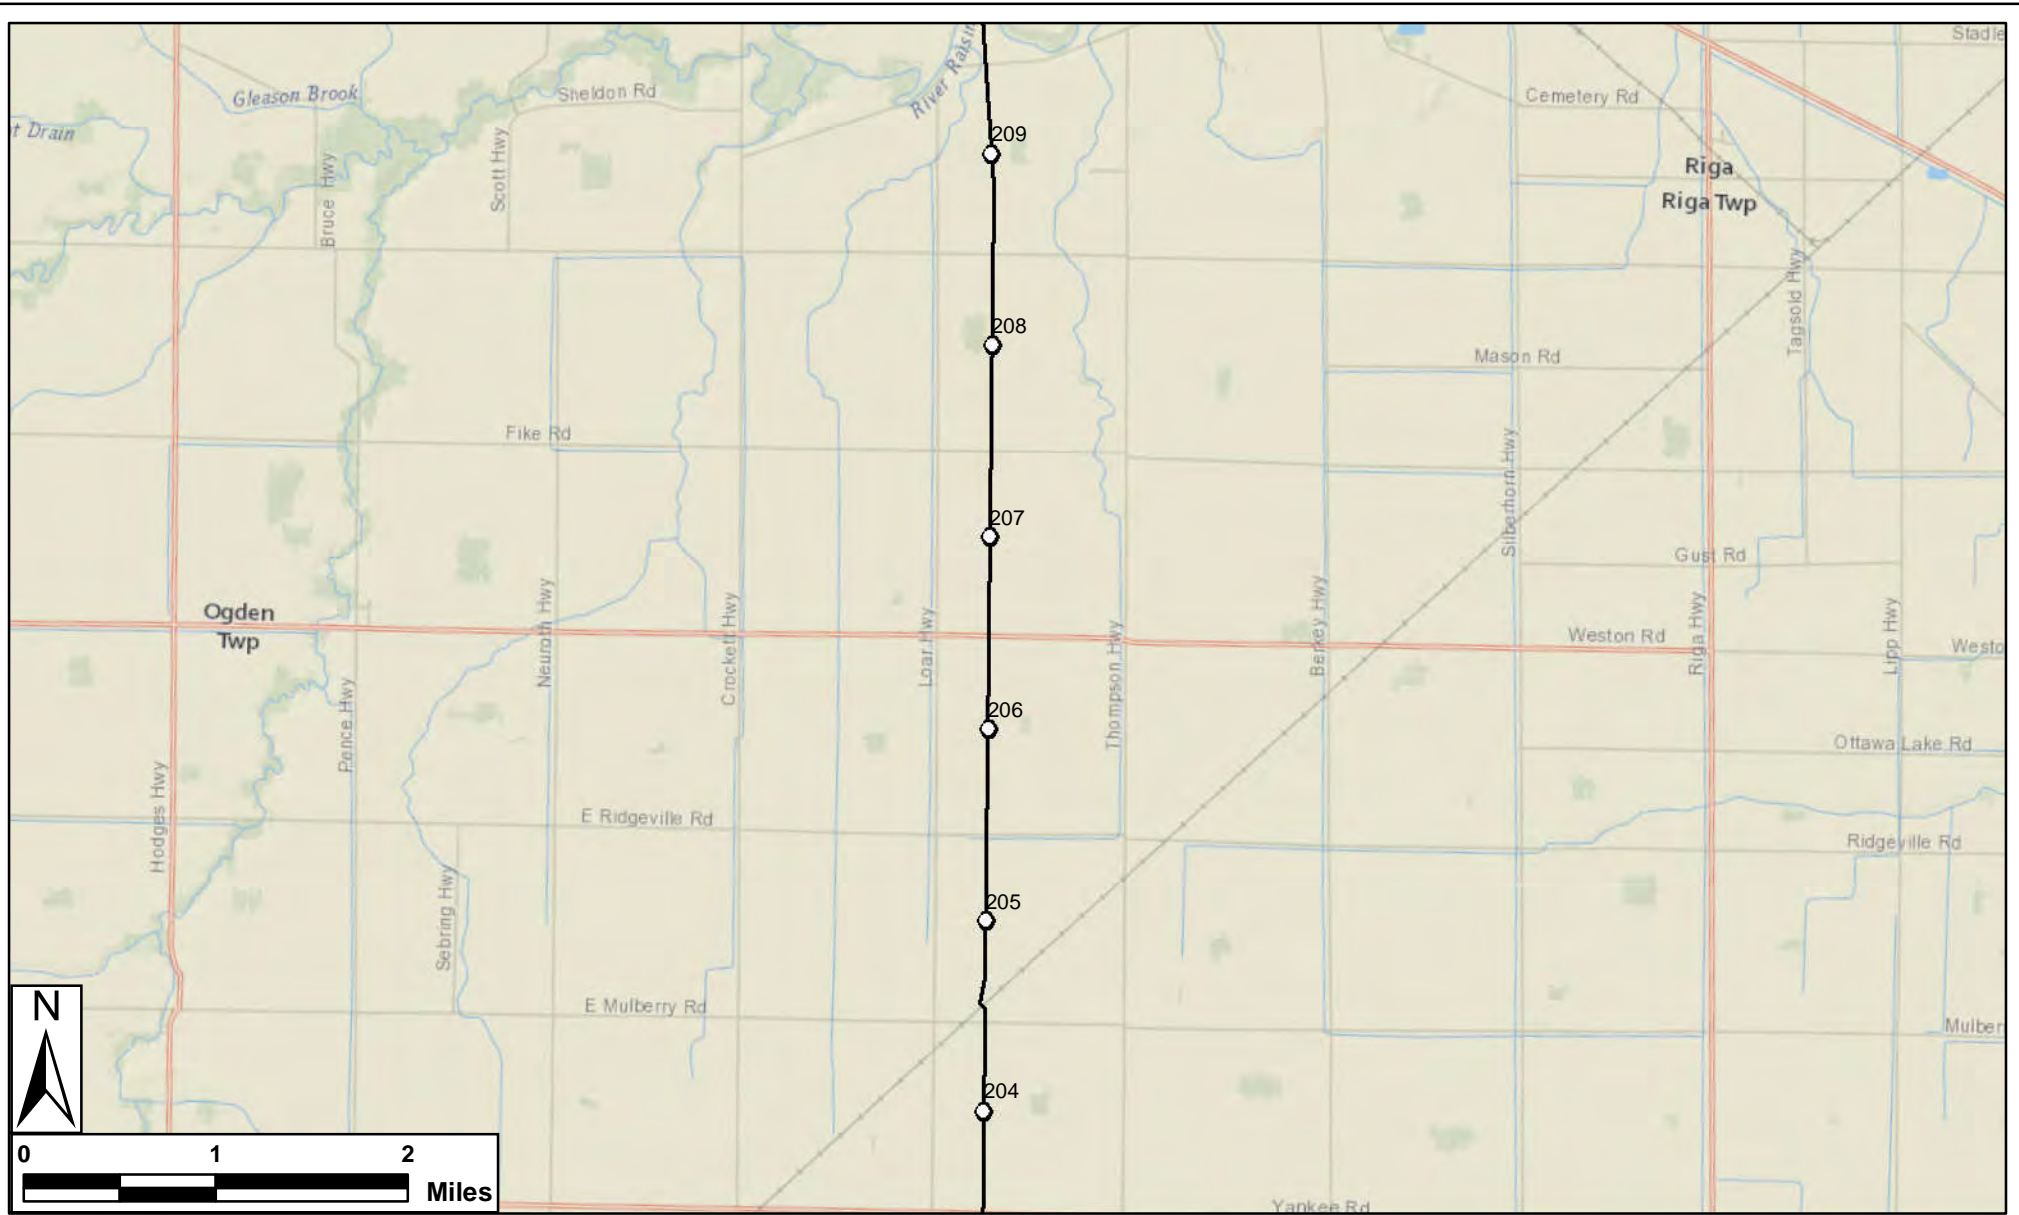 Stadle
Gleason Brook
Sheldon Rd
River Raisin
Cemetery Rd
t Drain
209
Scott Hwy
Bruce Hwy
Riga
Riga Twp
Tagsold Hwy
208
Mason Rd
Fike Rd
Silberhorn Hwy
207
Gust Rd
Ogden
Twp
Neuroth Hwy
Crockett Hwy
Loar Hwy
Thompson Hwy
Berkey Hwy
Weston Rd
Riga Hwy
Lipp Hwy
Westo
Pence Hwy
206
Ottawa Lake Rd
Hodges Hwy
E Ridgeville Rd
Ridgeville Rd
Sebring Hwy
205
N
E Mulberry Rd
Mulber
204
0 1 2
Miles
Yankee Rd